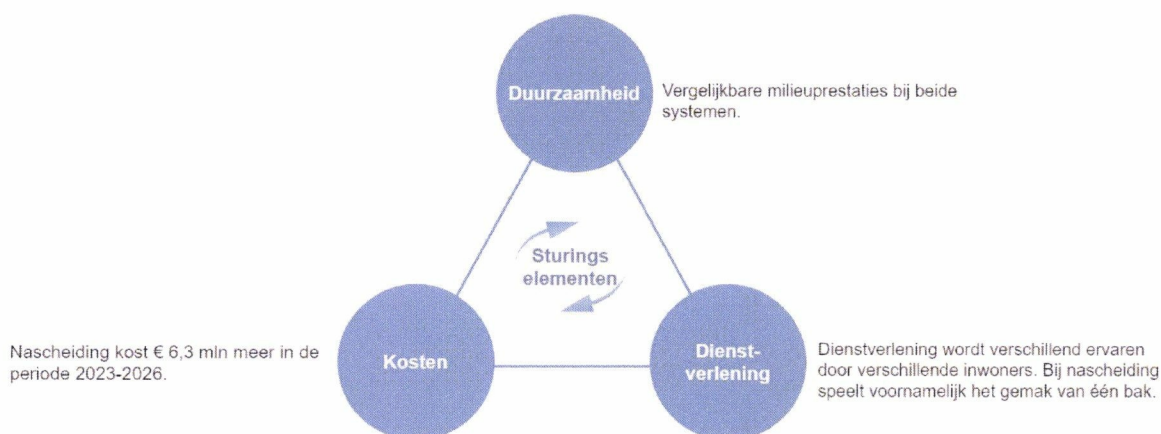 Duurzaamheid
Vergelijkbare milieuprestaties bij beide
systemen.
Sturings
elementen
Nascheiding kost € 6,3 mln meer in de
periode 2023-2026.
Kosten
Dienst-
verlening
Dienstverlening wordt verschillend ervaren
door verschillende inwoners. Bij nascheiding
speelt voornamelijk het gemak van één bak.